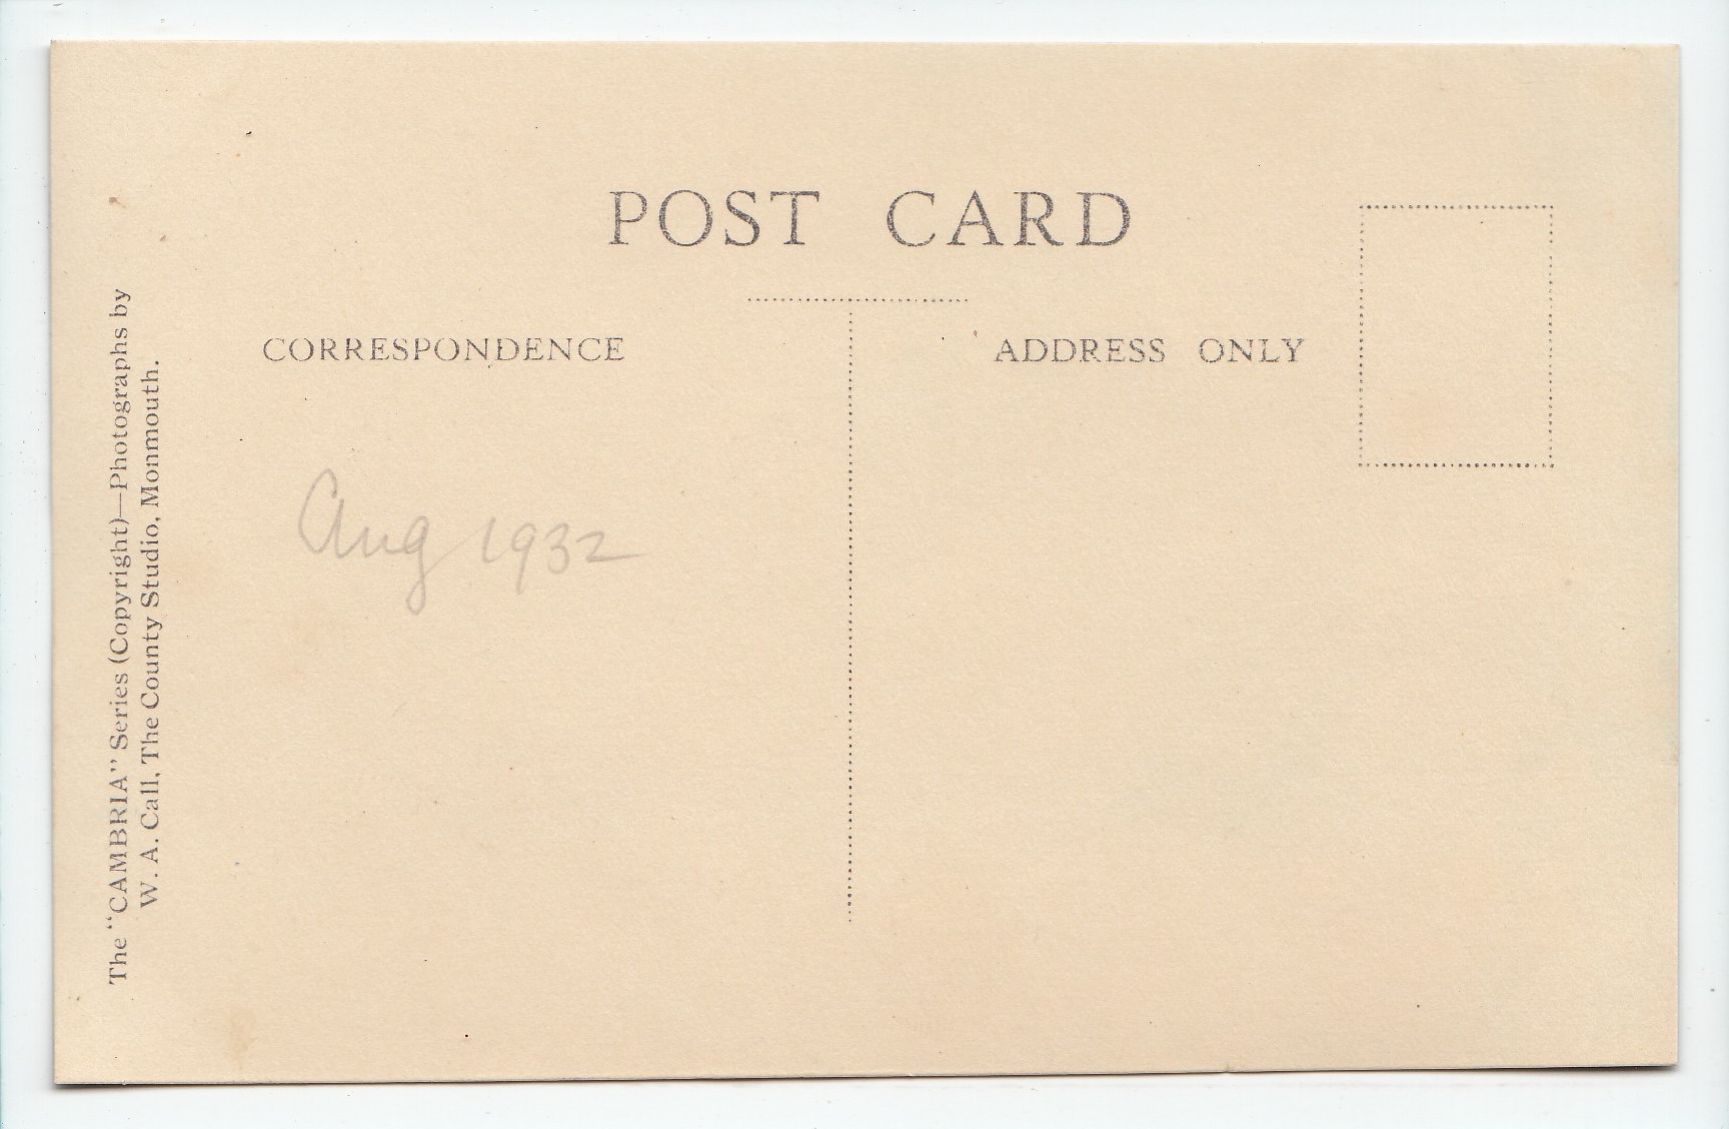 POST CARD
CORRESPONDENCE
ADDRESS ONLY
Aug 1932
The "CAMBRIA" Series (Copyright)—Photographs by
W. A. Call, The County Studio, Monmouth.